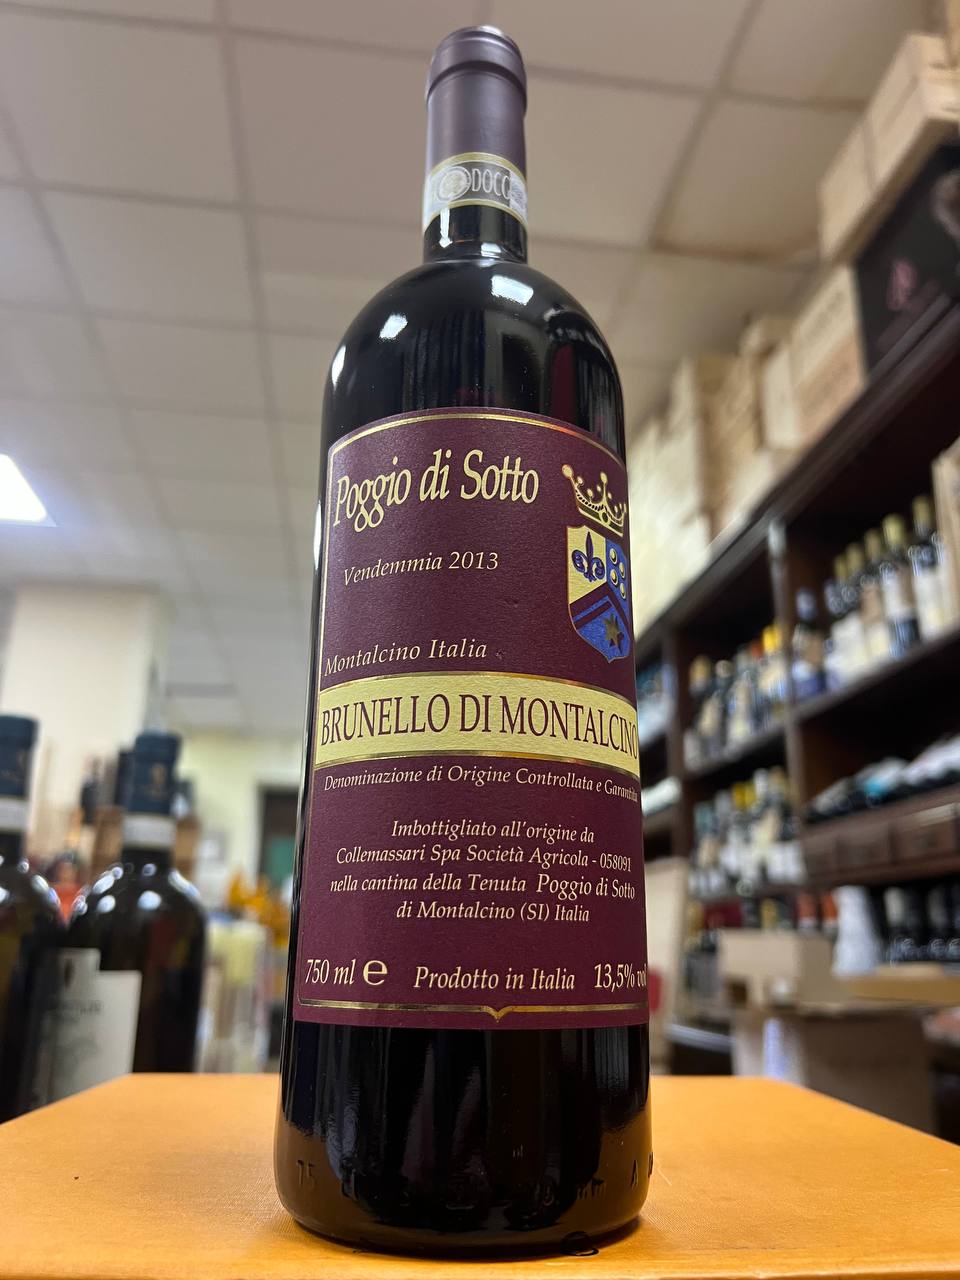 DOCG
Poggio di Sotto
Vendemmia 2013
Montalcino Italia
BRUNELLO DI MONTALCINO
Denominazione di Origine Controllata e Garantita
Imbottigliato all'origine da
Collemassari Spa Società Agricola - 058091
nella cantina della Tenuta Poggio di Sotto
di Montalcino (SI) Italia
750 ml e Prodotto in Italia 13,5% vol
75 cl